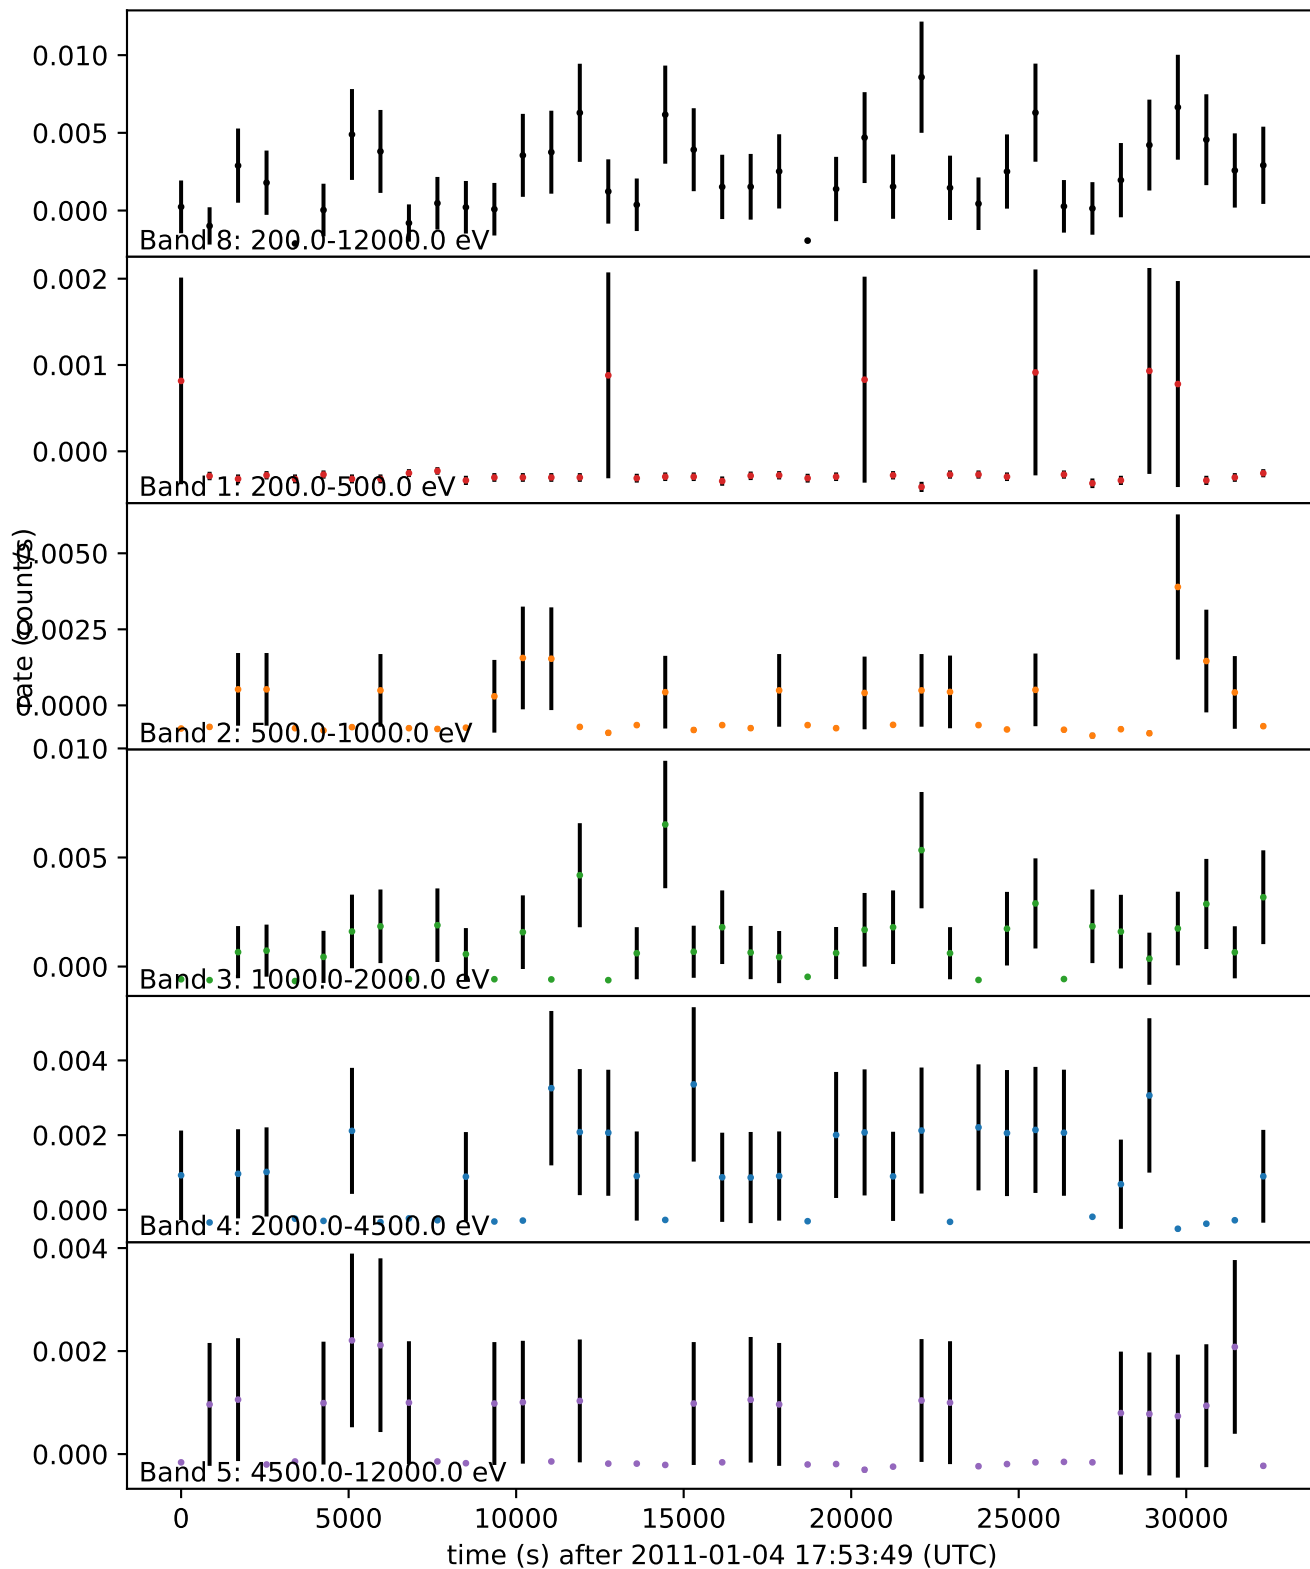 0.010
0.005
0.000
Band 8: 200.0-12000.0 eV
0.002
0.001
0.000
Band 1: 200.0-500.0 eV
rate (count/s)
0.0050
0.0025
0.0000
Band 2: 500.0-1000.0 eV
0.010
0.005
0.000
Band 3: 1000.0-2000.0 eV
0.004
0.002
0.000
Band 4: 2000.0-4500.0 eV
0.004
0.002
0.000
Band 5: 4500.0-12000.0 eV
0 5000 10000 15000 20000 25000 30000
time (s) after 2011-01-04 17:53:49 (UTC)